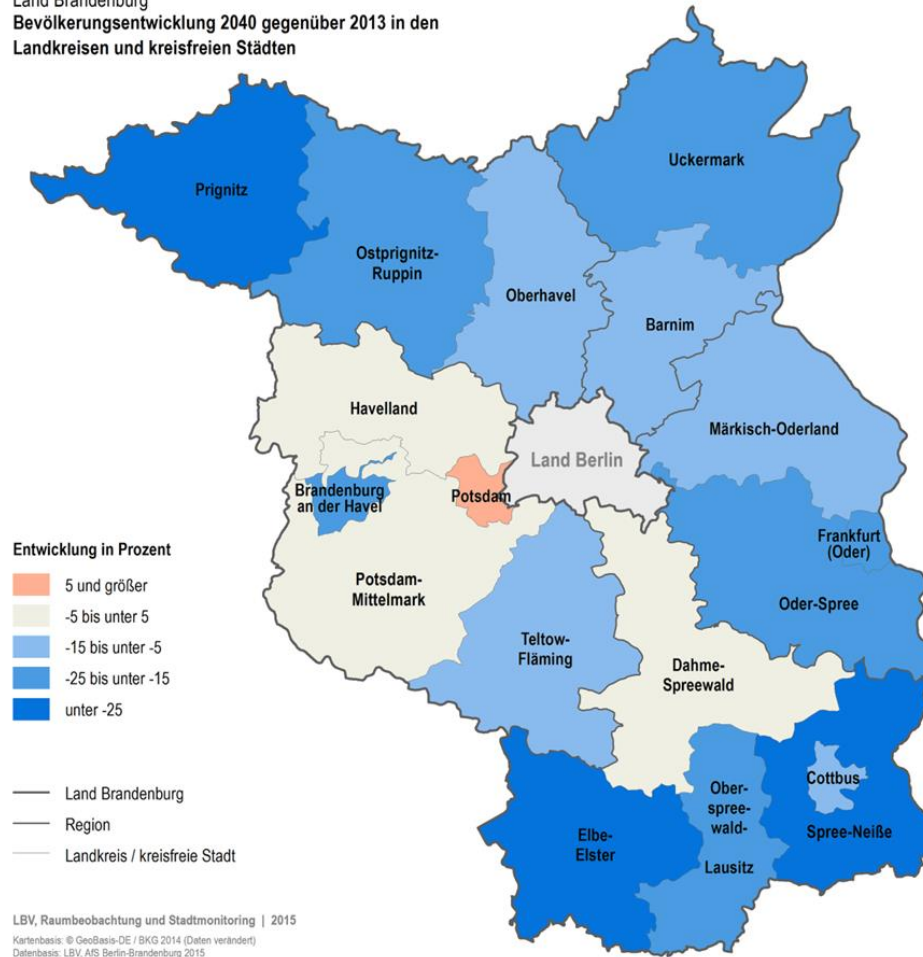 Land Brandenburg
Bevölkerungsentwicklung 2040 gegenüber 2013 in den
Landkreisen und kreisfreien Städten
Uckermark
Prignitz
Ostprignitz-
Ruppin
Oberhavel
Barnim
Havelland
Märkisch-Oderland
Land Berlin
Brandenburg
an der Havel
Potsdam
Frankfurt
(Oder)
Potsdam-
Mittelmark
Oder-Spree
Teltow-
Fläming
Dahme-
Spreewald
Cottbus
Ober-
spree-
wald-
Lausitz
Spree-Neiße
Elbe-
Elster
Entwicklung in Prozent
5 und größer
-5 bis unter 5
-15 bis unter -5
-25 bis unter -15
unter -25
Land Brandenburg
Region
Landkreis / kreisfreie Stadt
LBV, Raumbeobachtung und Stadtmonitoring | 2015
Kartenbasis: © GeoBasis-DE / BKG 2014 (Daten verändert)
Datenbasis: LBV, AfS Berlin-Brandenburg 2015